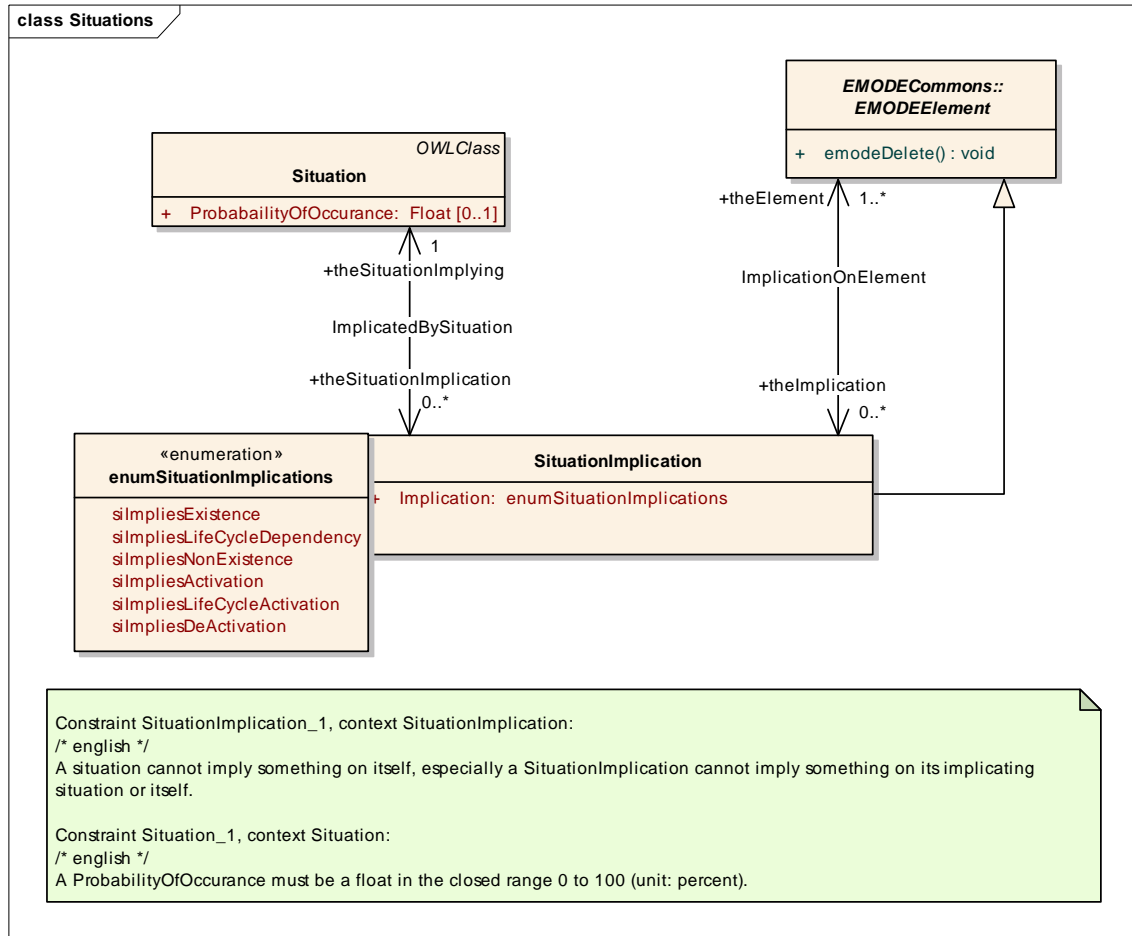 class Situations
EMODECommons::
EMODEElement
+ emodeDelete() : void
OWLClass
Situation
+ ProbabailityOfOccurance: Float [0..1]
+theElement 1..*
1
+theSituationImplying
ImplicationOnElement
ImplicatedBySituation
+theSituationImplication
0..*
+theImplication
0..*
«enumeration»
enumSituationImplications
siImpliesExistence
siImpliesLifeCycleDependency
siImpliesNonExistence
siImpliesActivation
siImpliesLifeCycleActivation
siImpliesDeActivation
SituationImplication
+ Implication: enumSituationImplications
Constraint SituationImplication_1, context SituationImplication:
/* english */
A situation cannot imply something on itself, especially a SituationImplication cannot imply something on its implicating
situation or itself.
Constraint Situation_1, context Situation:
/* english */
A ProbabilityOfOccurance must be a float in the closed range 0 to 100 (unit: percent).